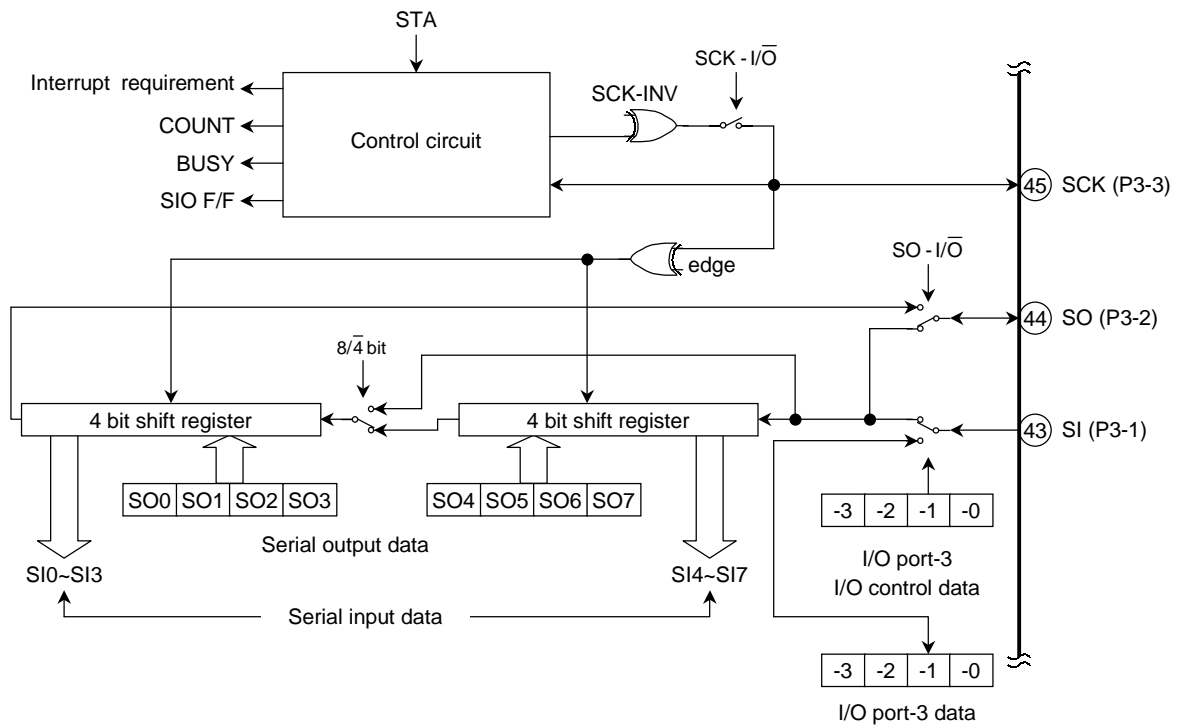 STA
Interrupt requirement
COUNT
BUSY
SIO F/F
Control circuit
SCK-INV
SCK - I/O̅
45 SCK (P3-3)
edge
SO - I/O̅
44 SO (P3-2)
8/4̅ bit
4 bit shift register
4 bit shift register
43 SI (P3-1)
SO0 SO1 SO2 SO3
SO4 SO5 SO6 SO7
-3 -2 -1 -0
Serial output data
I/O port-3
I/O control data
SI0~SI3
SI4~SI7
Serial input data
-3 -2 -1 -0
I/O port-3 data